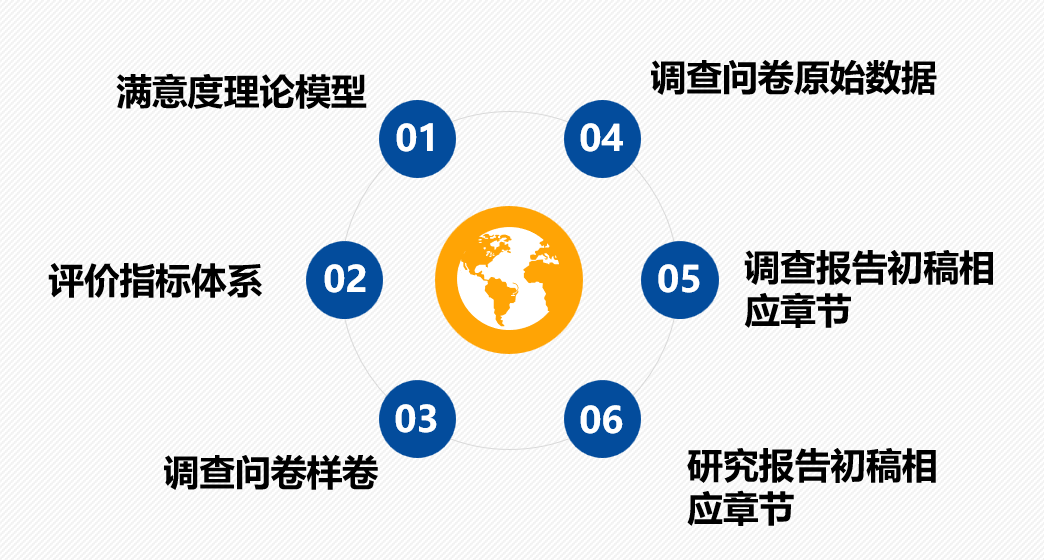 满意度理论模型
01
评价指标体系
02
03
调查问卷样卷
调查问卷原始数据
04
05
调查报告初稿相
应章节
06
研究报告初稿相
应章节